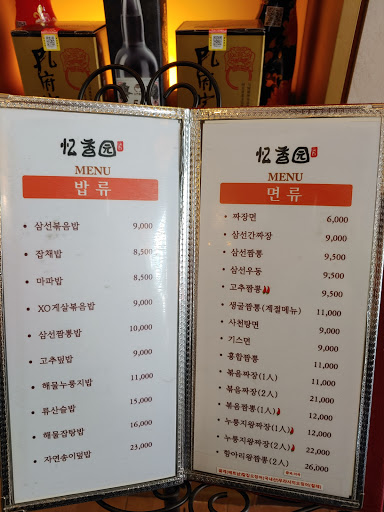 孔府
忆香园
MENU
밥 류
삼선볶음밥 9,000
잡채밥 8,500
마파밥 8,500
XO게살볶음밥 9,000
삼선짬뽕밥 10,000
고추덮밥 9,000
해물누룽지밥 11,000
류산슬밥 15,000
해물잡탕밥 16,000
자연송이덮밥 23,000
忆香园
MENU
면 류
짜장면 6,000
삼선간짜장 9,000
삼선짬뽕 9,500
삼선우동 9,500
고추짬뽕 9,500
생굴짬뽕(계절메뉴) 11,000
사천탕면 9,000
기스면 9,000
홍합짬뽕 11,000
볶음짜장(1人) 11,000
볶음짜장(2人) 21,000
볶음짬뽕(1人) 12,000
누룽지왕짜장(1人) 12,000
누룽지왕짜장(2人) 22,000
항아리왕짬뽕(2人) 26,000